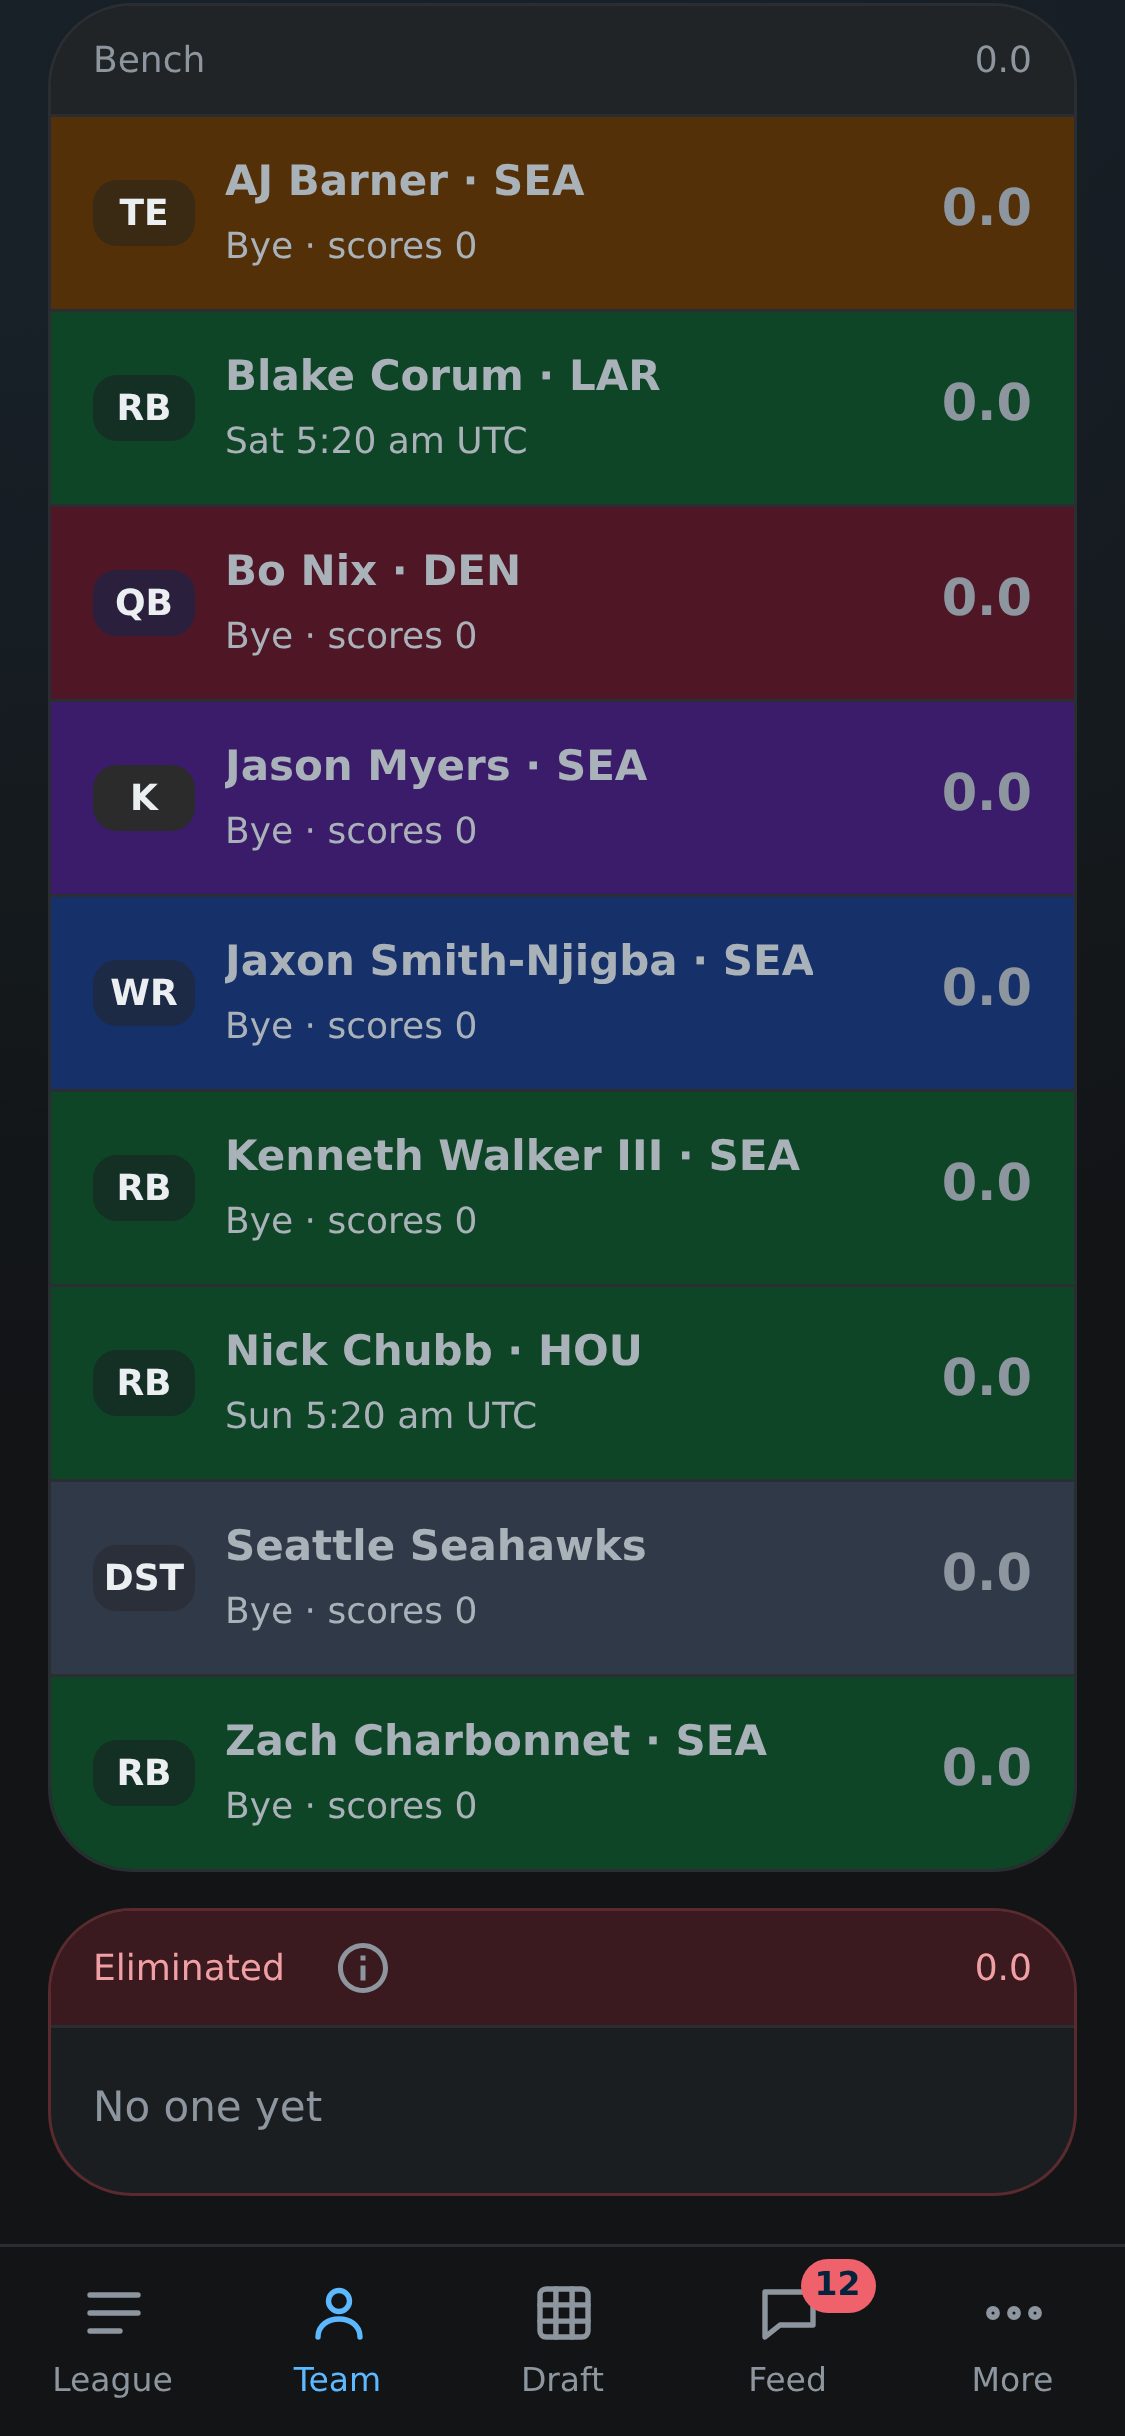 Bench 0.0
TE AJ Barner · SEA 0.0
Bye · scores 0
RB Blake Corum · LAR 0.0
Sat 5:20 am UTC
QB Bo Nix · DEN 0.0
Bye · scores 0
K Jason Myers · SEA 0.0
Bye · scores 0
WR Jaxon Smith-Njigba · SEA 0.0
Bye · scores 0
RB Kenneth Walker III · SEA 0.0
Bye · scores 0
RB Nick Chubb · HOU 0.0
Sun 5:20 am UTC
DST Seattle Seahawks 0.0
Bye · scores 0
RB Zach Charbonnet · SEA 0.0
Bye · scores 0
Eliminated 0.0
No one yet
12
League Team Draft Feed More